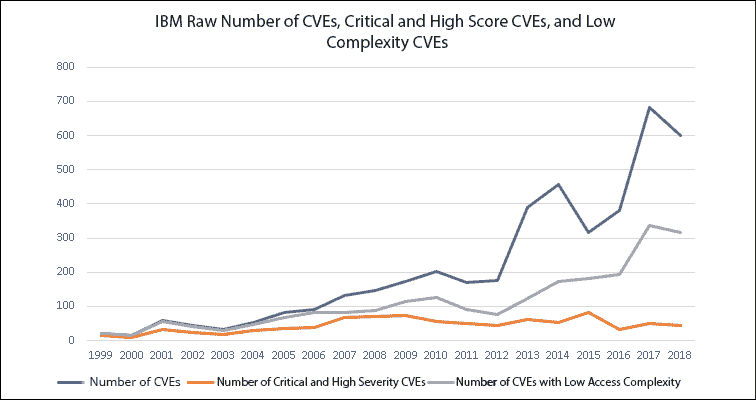 IBM Raw Number of CVEs, Critical and High Score CVEs, and Low
Complexity CVEs
800
700
600
500
400
300
200
100
0
1999 2000 2001 2002 2003 2004 2005 2006 2007 2008 2009 2010 2011 2012 2013 2014 2015 2016 2017 2018
Number of CVEs Number of Critical and High Severity CVEs Number of CVEs with Low Access Complexity